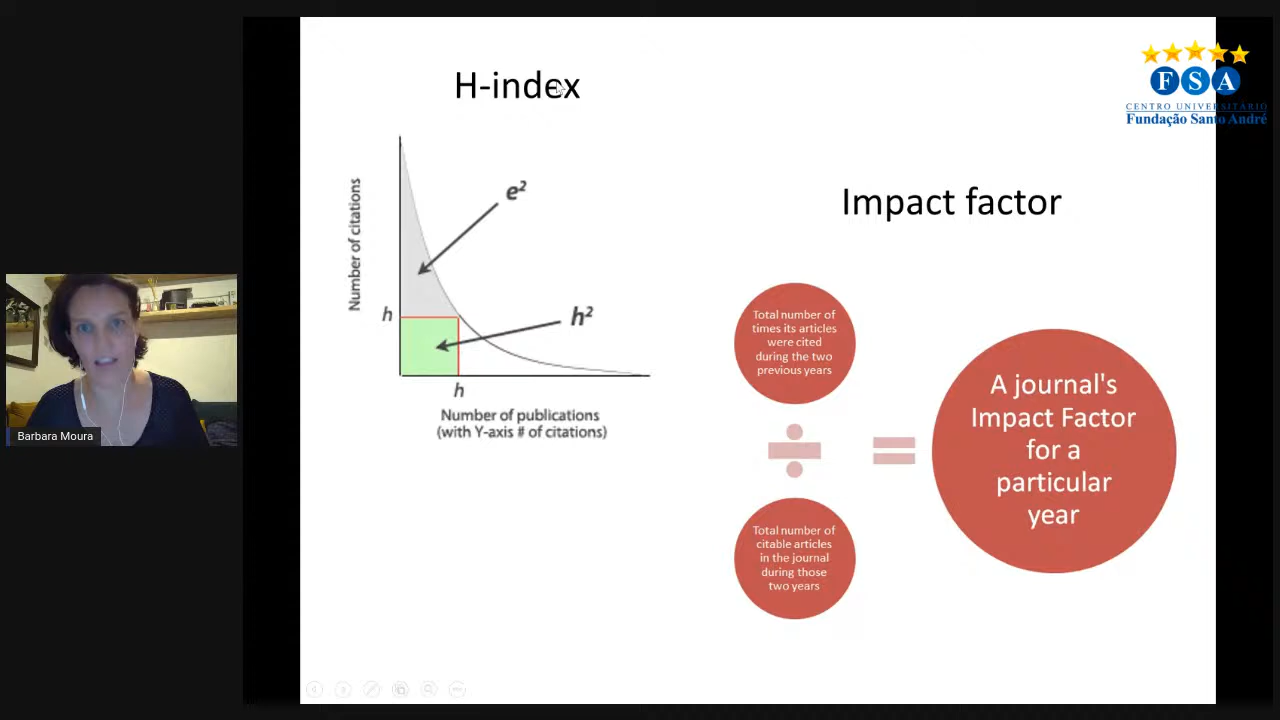 H-index
e²
Number of citations
h
h²
h
Number of publications
(with Y-axis # of citations)
Impact factor
Total number of
times its articles
were cited
during the two
previous years
Total number of
citable articles
in the journal
during those
two years
A journal's
Impact Factor
for a
particular
year
FSA
CENTRO UNIVERSITÁRIO
Fundação Santo André
Barbara Moura